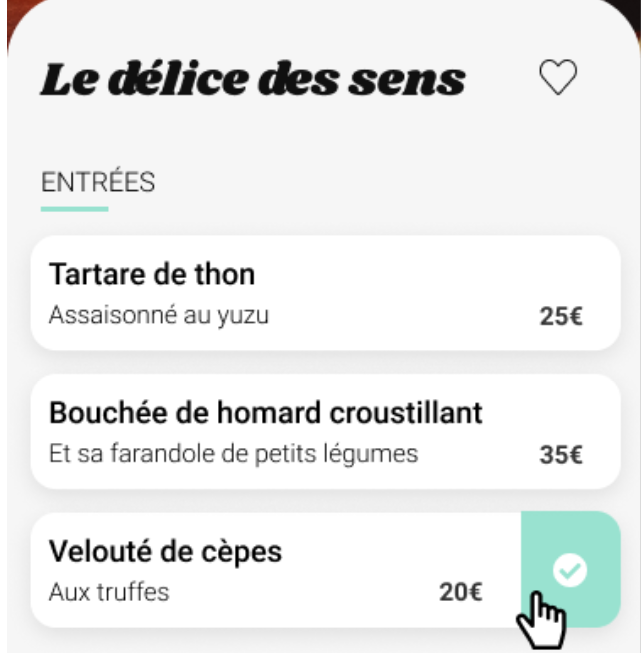 Le délice des sens
ENTRÉES
Tartare de thon
Assaisonné au yuzu 25€
Bouchée de homard croustillant
Et sa farandole de petits légumes 35€
Velouté de cèpes
Aux truffes 20€